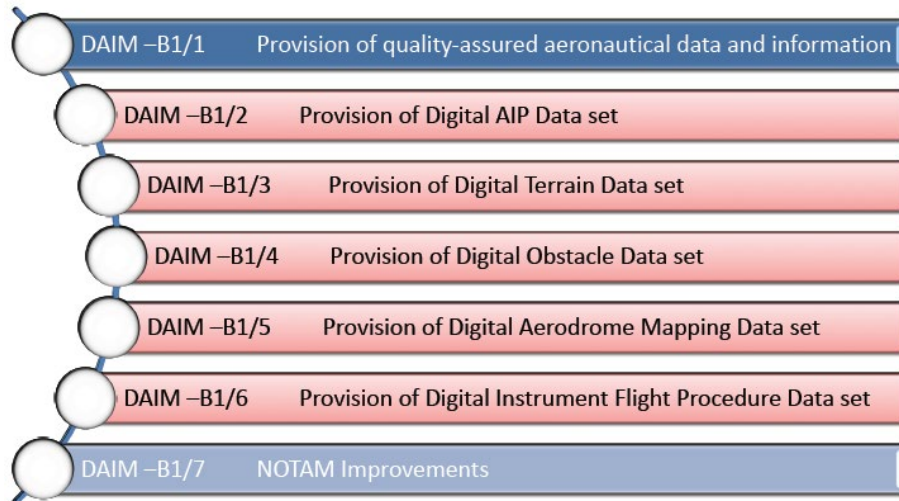 DAIM –B1/1 Provision of quality-assured aeronautical data and information
DAIM –B1/2 Provision of Digital AIP Data set
DAIM –B1/3 Provision of Digital Terrain Data set
DAIM –B1/4 Provision of Digital Obstacle Data set
DAIM –B1/5 Provision of Digital Aerodrome Mapping Data set
DAIM –B1/6 Provision of Digital Instrument Flight Procedure Data set
DAIM –B1/7 NOTAM Improvements